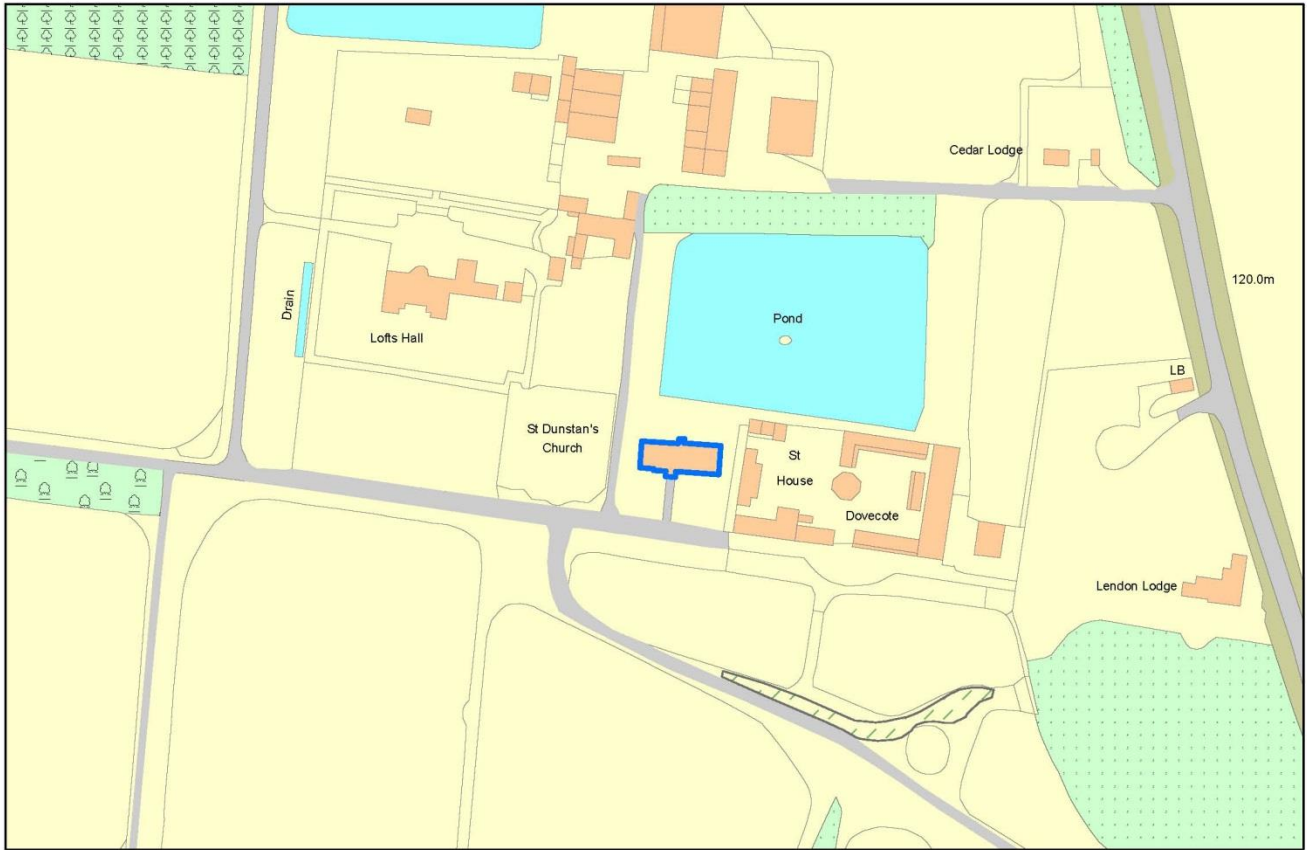 Cedar Lodge
120.0m
Drain
Pond
Lofts Hall
LB
St Dunstan's
Church
St
House
Dovecote
Lendon Lodge